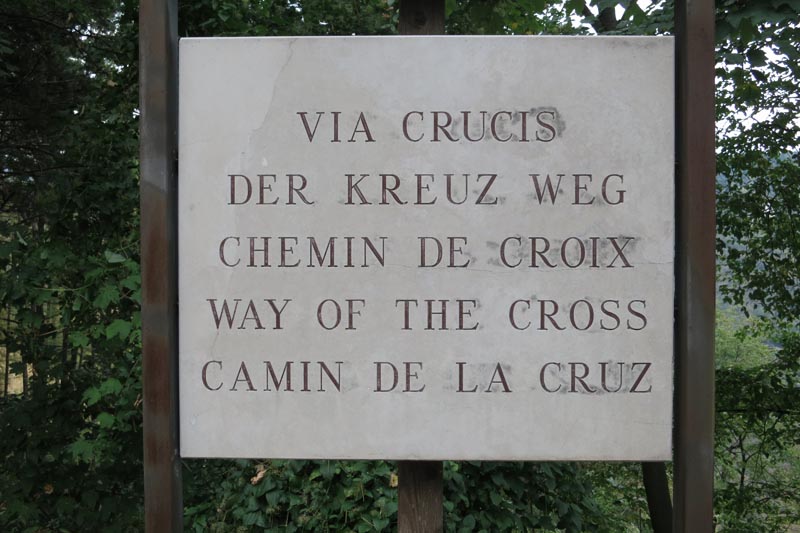 VIA CRUCIS
DER KREUZ WEG
CHEMIN DE CROIX
WAY OF THE CROSS
CAMIN DE LA CRUZ